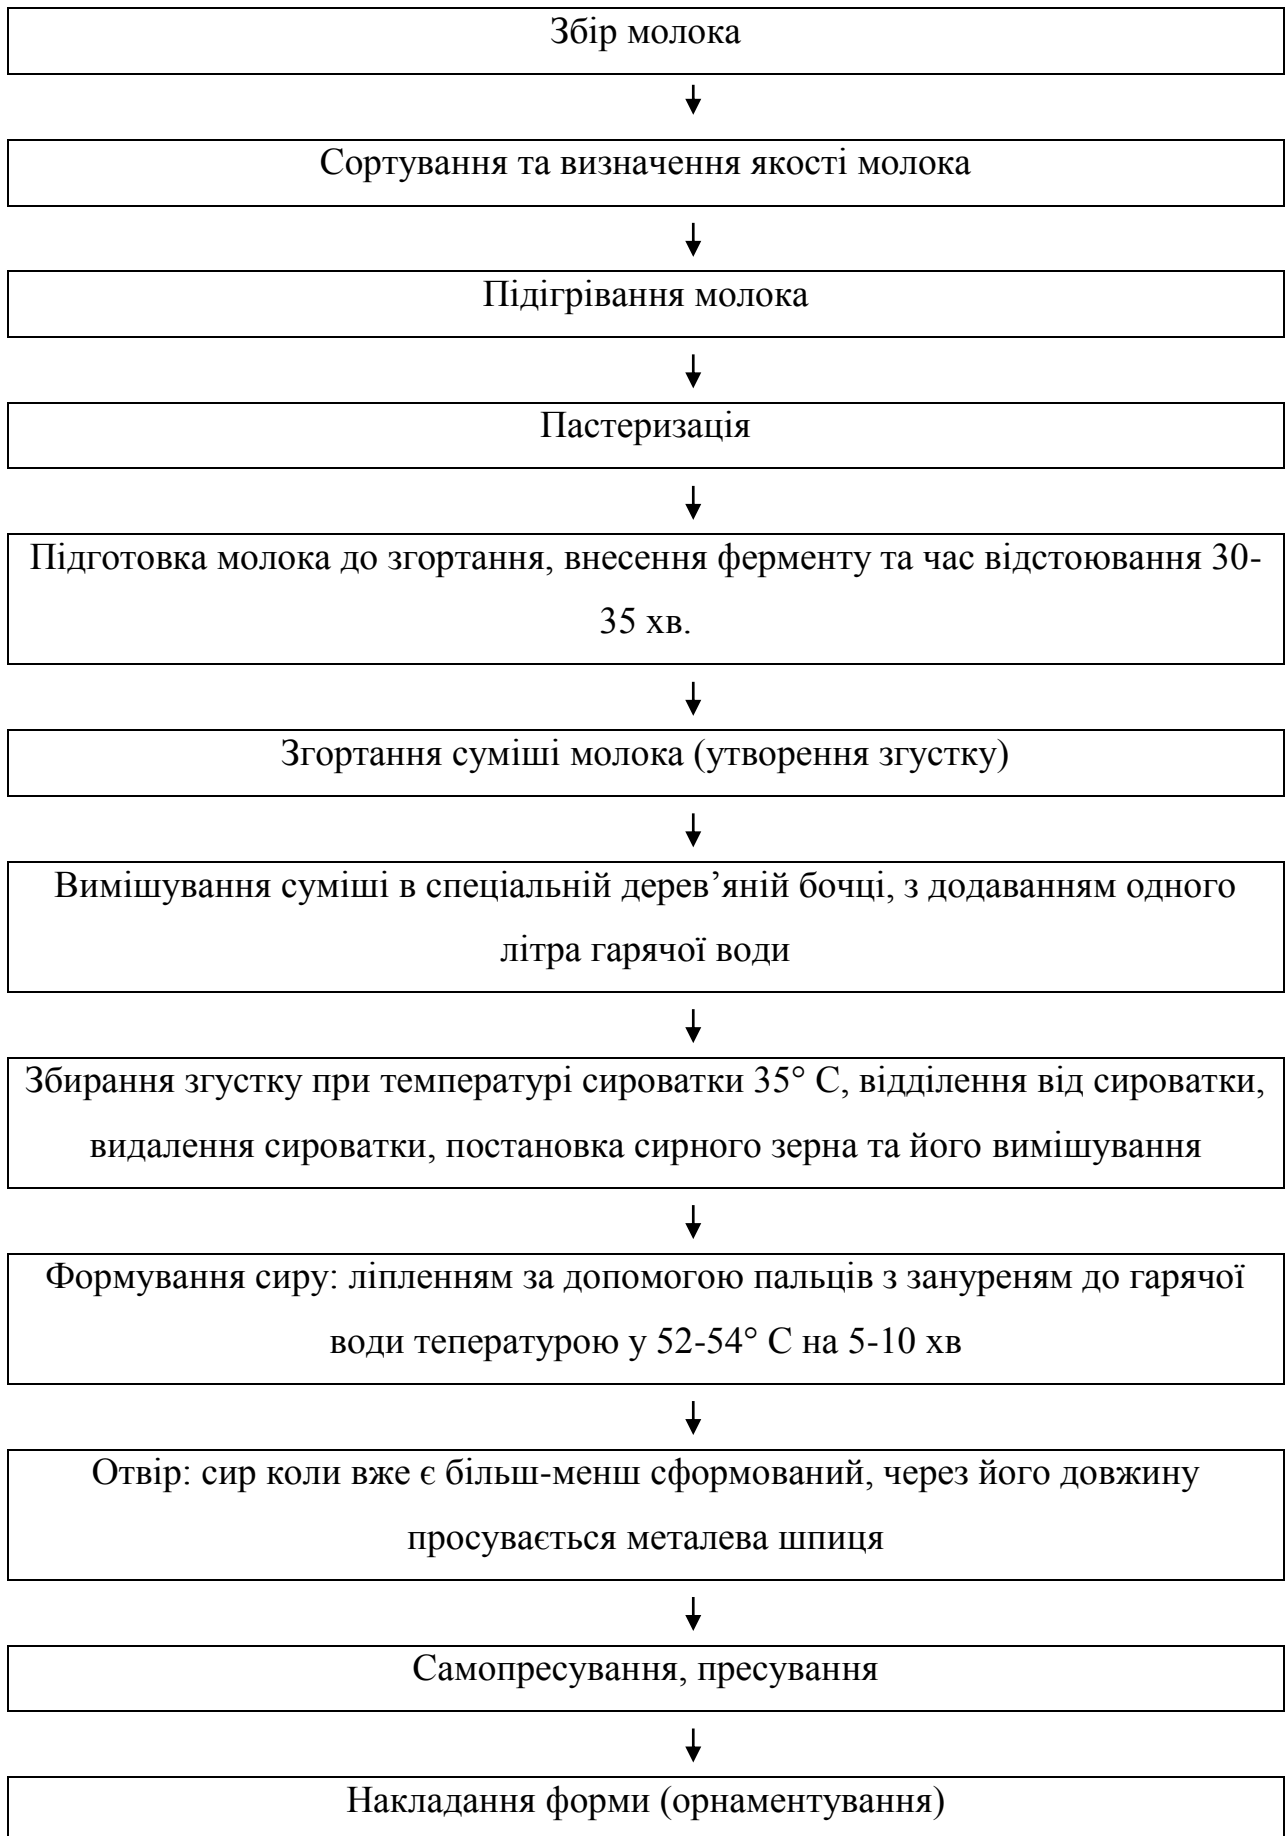 Збір молока
Сортування та визначення якості молока
Підігрівання молока
Пастеризація
Підготовка молока до згортання, внесення ферменту та час відстоювання 30-
35 хв.
Згортання суміші молока (утворення згустку)
Вимішування суміші в спеціальній дерев’яній бочці, з додаванням одного
літра гарячої води
Збирання згустку при температурі сироватки 35° С, відділення від сироватки,
видалення сироватки, постановка сирного зерна та його вимішування
Формування сиру: ліпленням за допомогою пальців з зануреням до гарячої
води тепературою у 52-54° С на 5-10 хв
Отвір: сир коли вже є більш-менш сформований, через його довжину
просувається металева шпиця
Самопресування, пресування
Накладання форми (орнаментування)